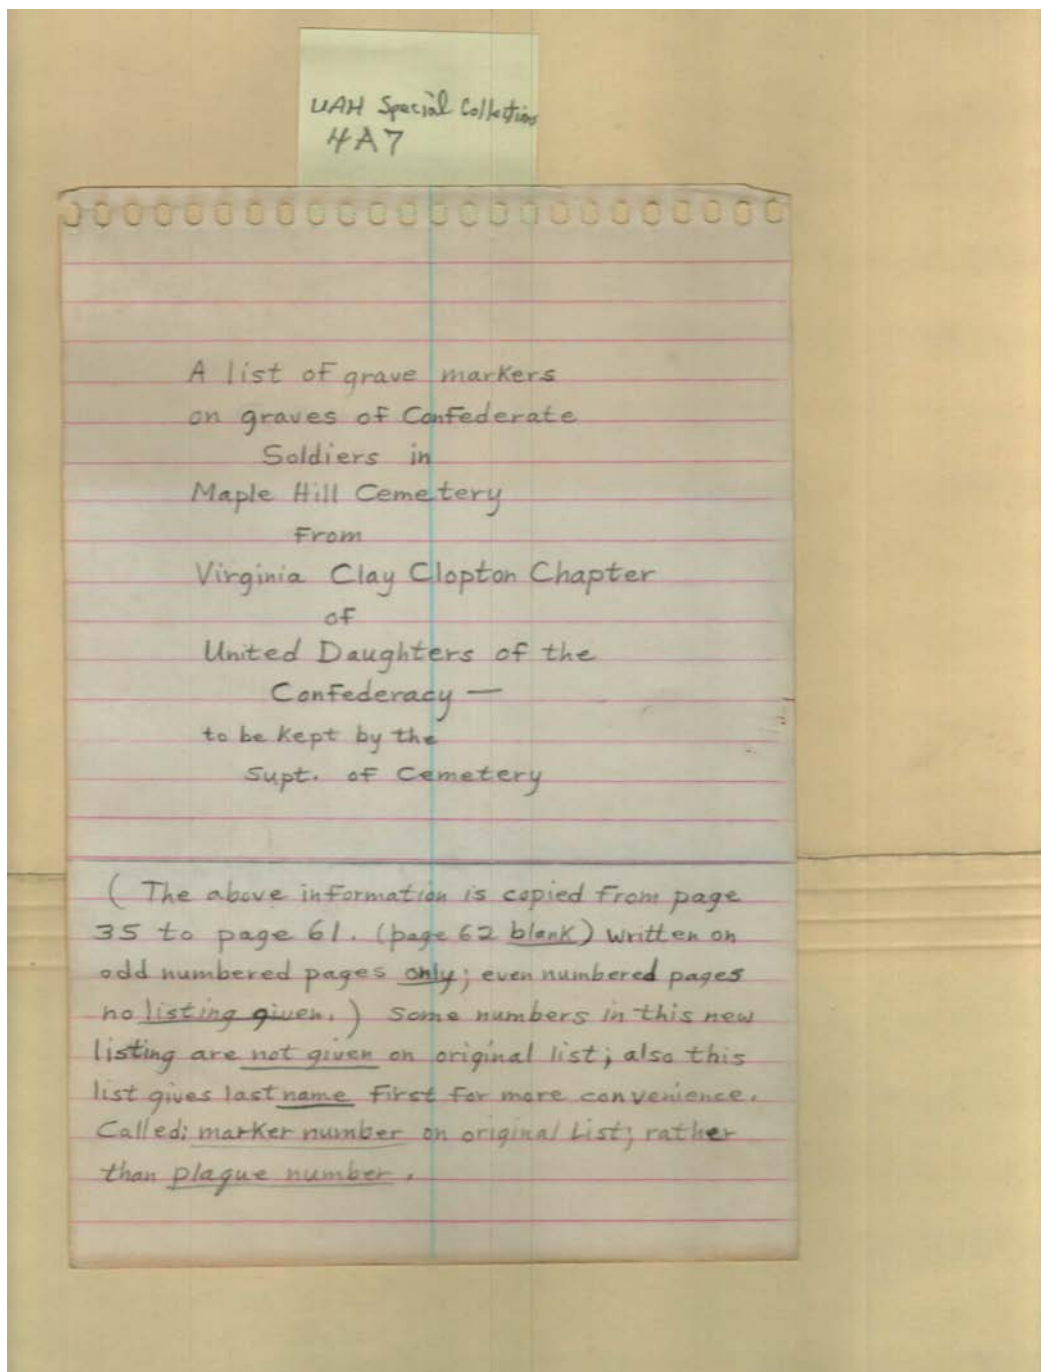 UAH Special Collections
4A7
A list of grave markers
on graves of Confederate
Soldiers in
Maple Hill Cemetery
From
Virginia Clay Clopton Chapter
of
United Daughters of the
Confederacy —
to be kept by the
Supt. of Cemetery
( The above information is copied from page
35 to page 61. (page 62 blank) written on
odd numbered pages only; even numbered pages
no listing given.) Some numbers in this new
listing are not given on original list; also this
list gives last name first for more convenience.
Called: marker number on original List; rather
than plaque number.